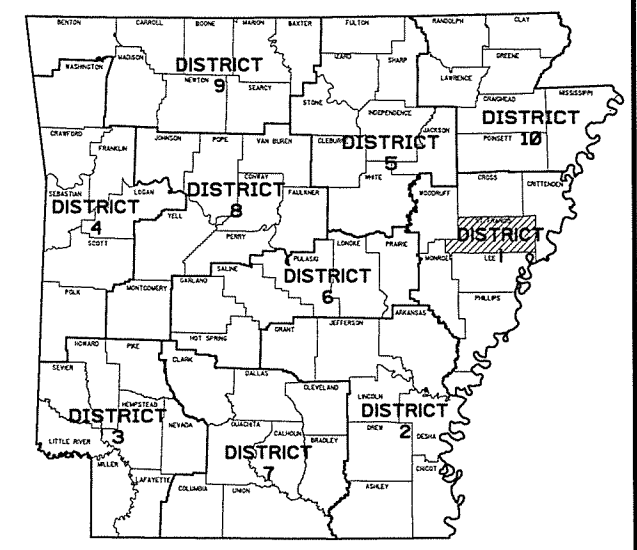 BENTON CARROLL BOONE MARION BAXTER FULTON RANDOLPH CLAY
WASHINGTON MADISON DISTRICT 9 NEWTON SEARCY IZARD SHARP LAWRENCE GREENE
STONE INDEPENDENCE CRAIGHEAD MISSISSIPPI
DISTRICT 10 POINSETT
CRAWFORD FRANKLIN JOHNSON POPE VAN BUREN
DISTRICT 5 JACKSON WHITE
SEBASTIAN LOGAN DISTRICT 4 SCOTT
YELL DISTRICT 8 CONWAY FAULKNER PERRY
WOODRUFF CROSS CRITTENDEN
DISTRICT 1 MONROE LEE PHILLIPS
PULASKI LONOKE PRAIRIE SALINE DISTRICT 6
POLK MONTGOMERY GARLAND HOT SPRING GRANT JEFFERSON ARKANSAS
HOWARD PIKE CLARK DALLAS CLEVELAND LINCOLN
SEVIER HEMPSTEAD DISTRICT 3 NEVADA
LITTLE RIVER MILLER LAFAYETTE
OUACHITA CALHOUN BRADLEY DISTRICT 7
COLUMBIA UNION
DISTRICT 2 DREW DESHA CHICOT ASHLEY